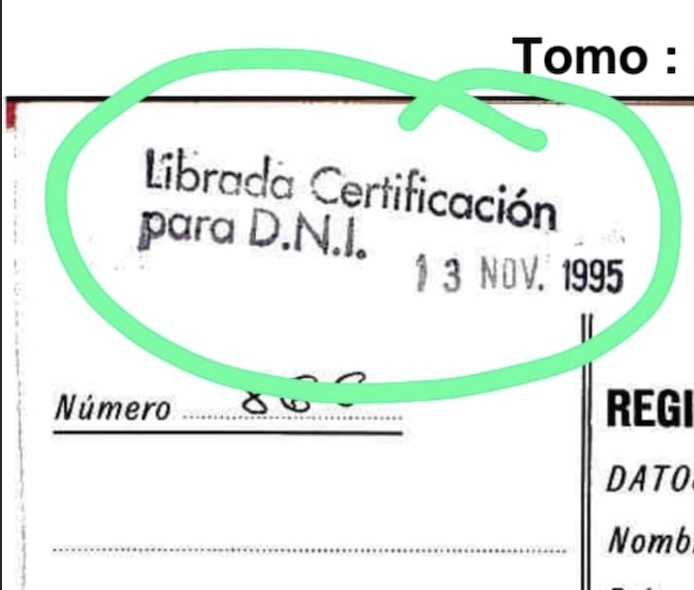 Tomo :
Librada Certificación
para D.N.I.
13 NOV. 1995
Número
REGI
DATO
Nomb